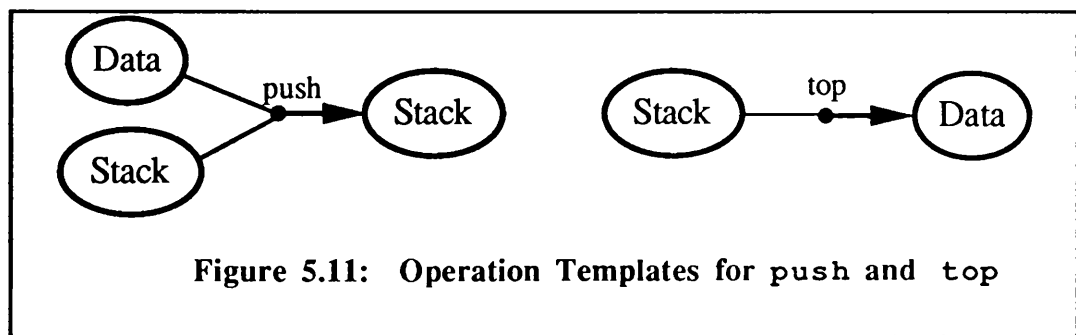 Data
push
Stack
Stack
Stack
top
Data
Figure 5.11: Operation Templates for push and top